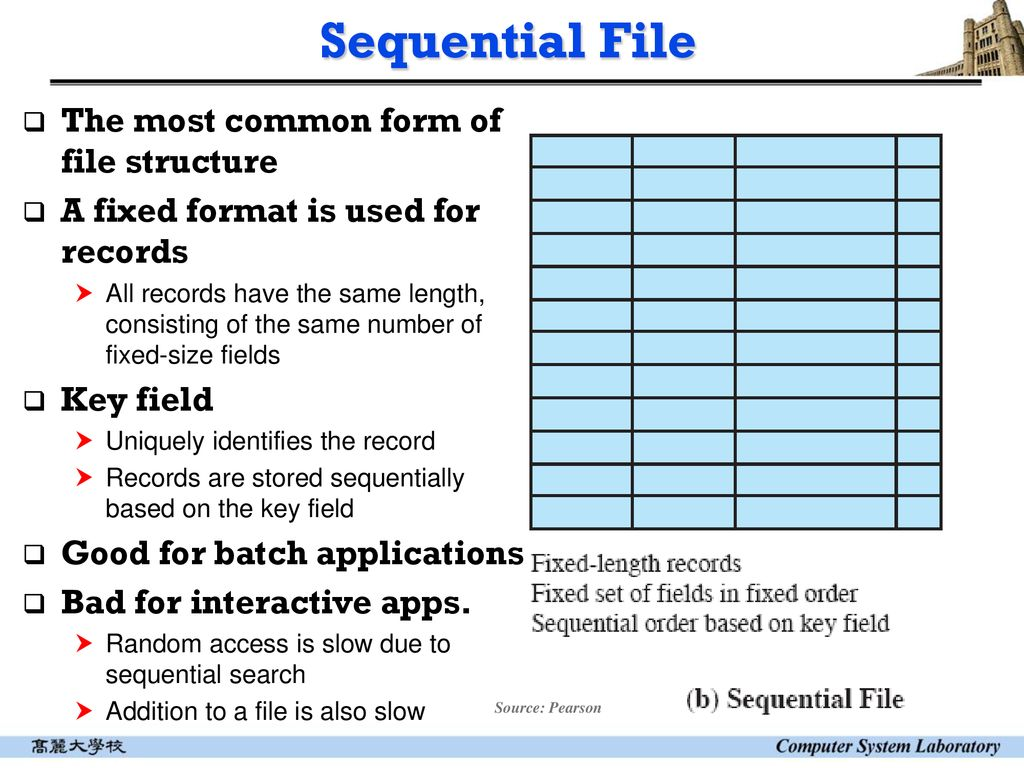 Sequential File
❑ The most common form of
file structure
❑ A fixed format is used for
records
All records have the same length,
consisting of the same number of
fixed-size fields
❑ Key field
Uniquely identifies the record
Records are stored sequentially
based on the key field
❑ Good for batch applications
❑ Bad for interactive apps.
Random access is slow due to
sequential search
Addition to a file is also slow
Fixed-length records
Fixed set of fields in fixed order
Sequential order based on key field
(b) Sequential File
Source: Pearson
髙麗大學校
Computer System Laboratory